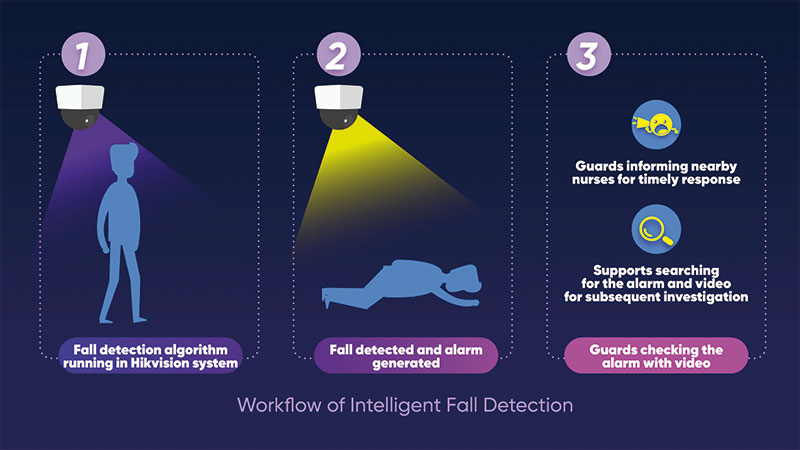 1
Fall detection algorithm
running in Hikvision system
2
Fall detected and alarm
generated
3
Guards informing nearby
nurses for timely response
Supports searching
for the alarm and video
for subsequent investigation
Guards checking the
alarm with video
Workflow of Intelligent Fall Detection